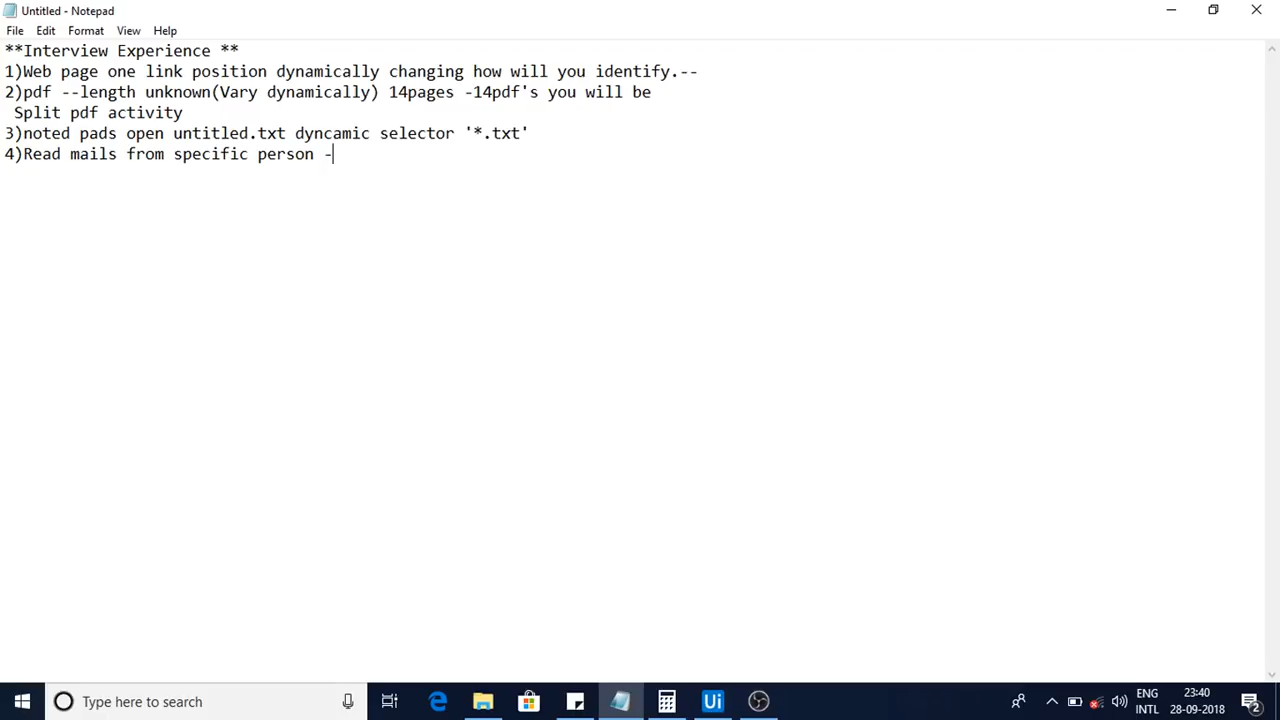 Untitled - Notepad
File Edit Format View Help
**Interview Experience **
1)Web page one link position dynamically changing how will you identify.--
2)pdf --length unknown(Vary dynamically) 14pages -14pdf's you will be
Split pdf activity
3)noted pads open untitled.txt dyncamic selector '*.txt'
4)Read mails from specific person -
Type here to search
Ui
ENG
INTL
23:40
28-09-2018
2